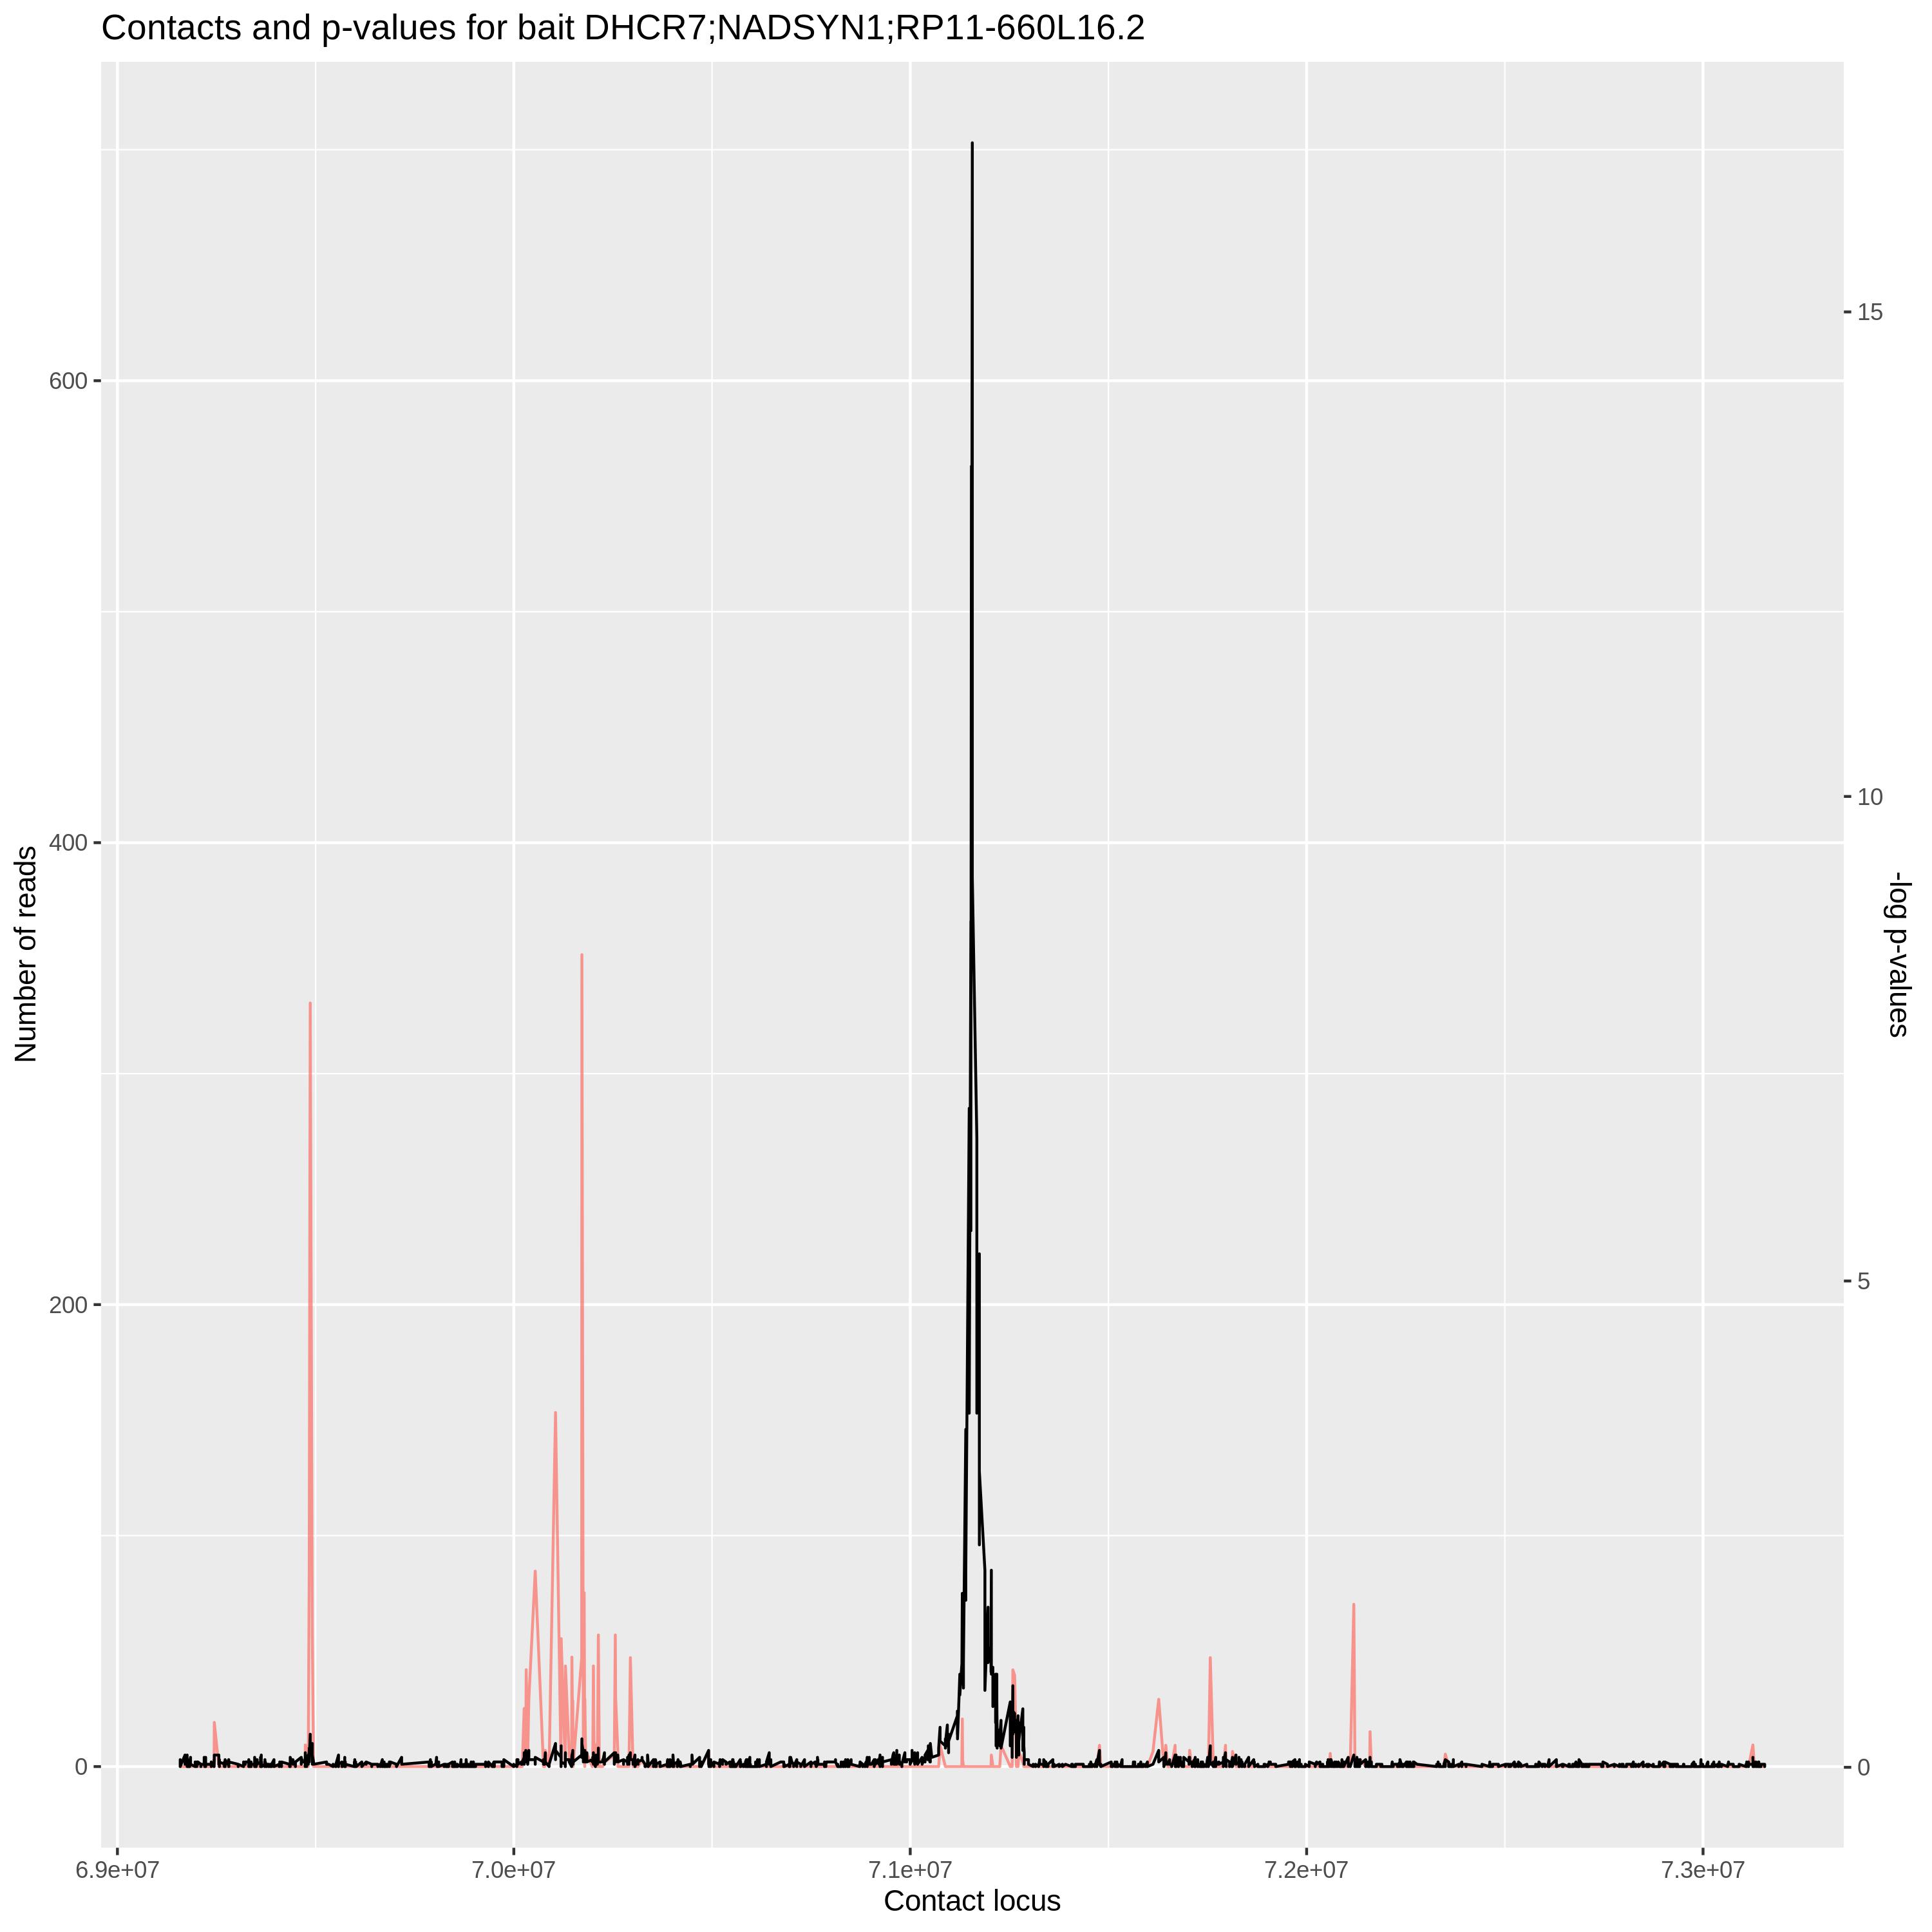 Contacts and p-values for bait DHCR7;NADSYN1;RP11-660L16.2
Number of reads
600
400
200
0
15
10
5
0
-log p-values
6.9e+07
7.0e+07
7.1e+07
7.2e+07
7.3e+07
Contact locus